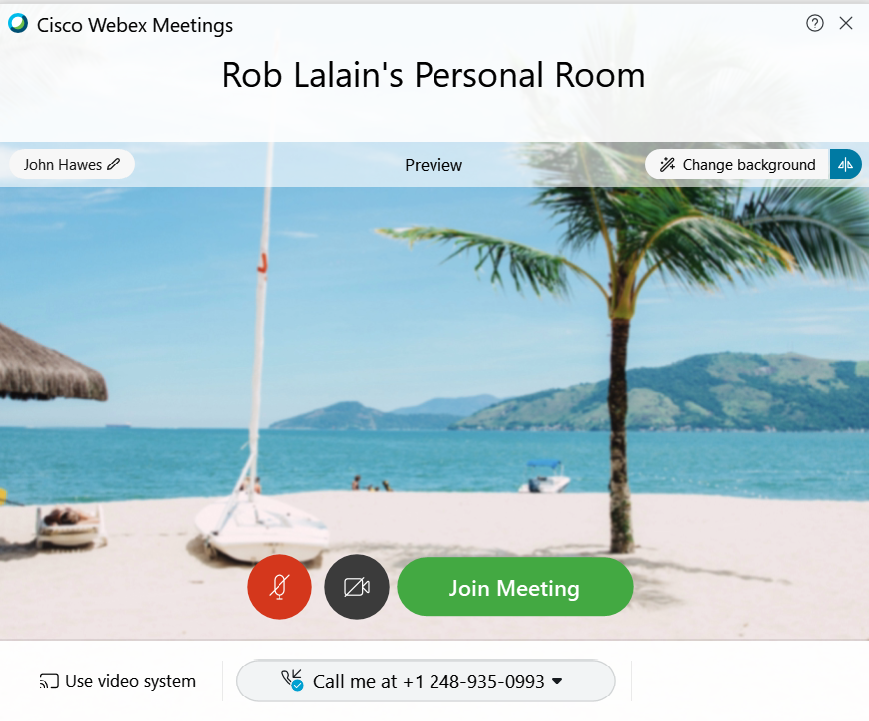 Cisco Webex Meetings
Rob Lalain's Personal Room
John Hawes
Preview
Change background
Join Meeting
Use video system
Call me at +1 248-935-0993